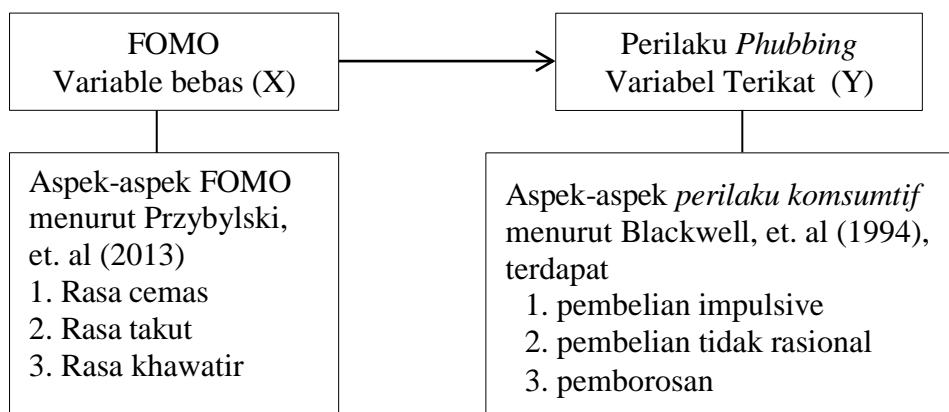 FOMO
Variable bebas (X)
Perilaku Phubbing
Variabel Terikat (Y)
Aspek-aspek FOMO
menurut Przybylski,
et. al (2013)
1. Rasa cemas
2. Rasa takut
3. Rasa khawatir
Aspek-aspek perilaku komsumtif
menurut Blackwell, et. al (1994),
terdapat
1. pembelian impulsive
2. pembelian tidak rasional
3. pemborosan